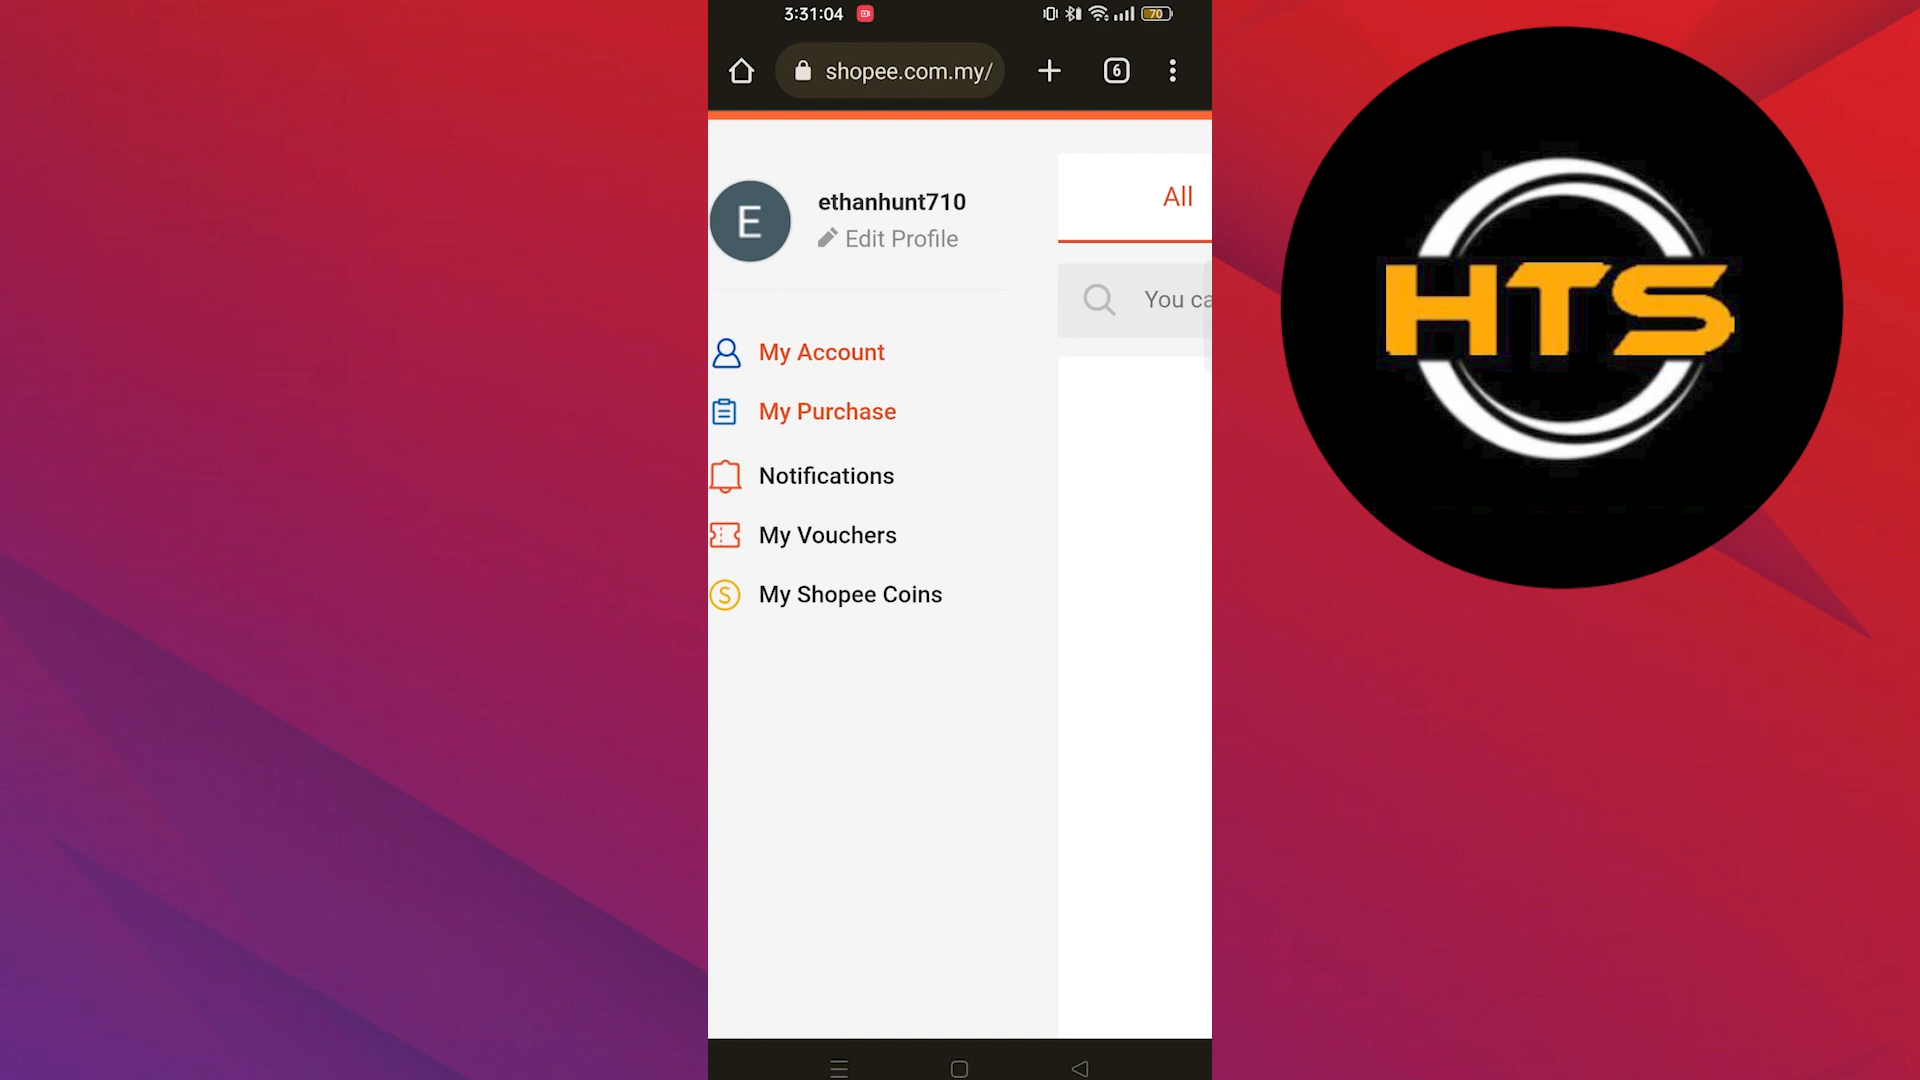 3:31:04
70
shopee.com.my/
6
E
ethanhunt710
Edit Profile
All
You ca
My Account
My Purchase
Notifications
My Vouchers
S
My Shopee Coins
HTS